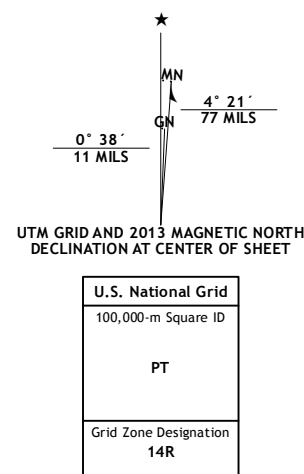 ★
MN
4° 21´
77 MILS
GN
0° 38´
11 MILS
UTM GRID AND 2013 MAGNETIC NORTH
DECLINATION AT CENTER OF SHEET
U.S. National Grid
100,000-m Square ID
PT
Grid Zone Designation
14R